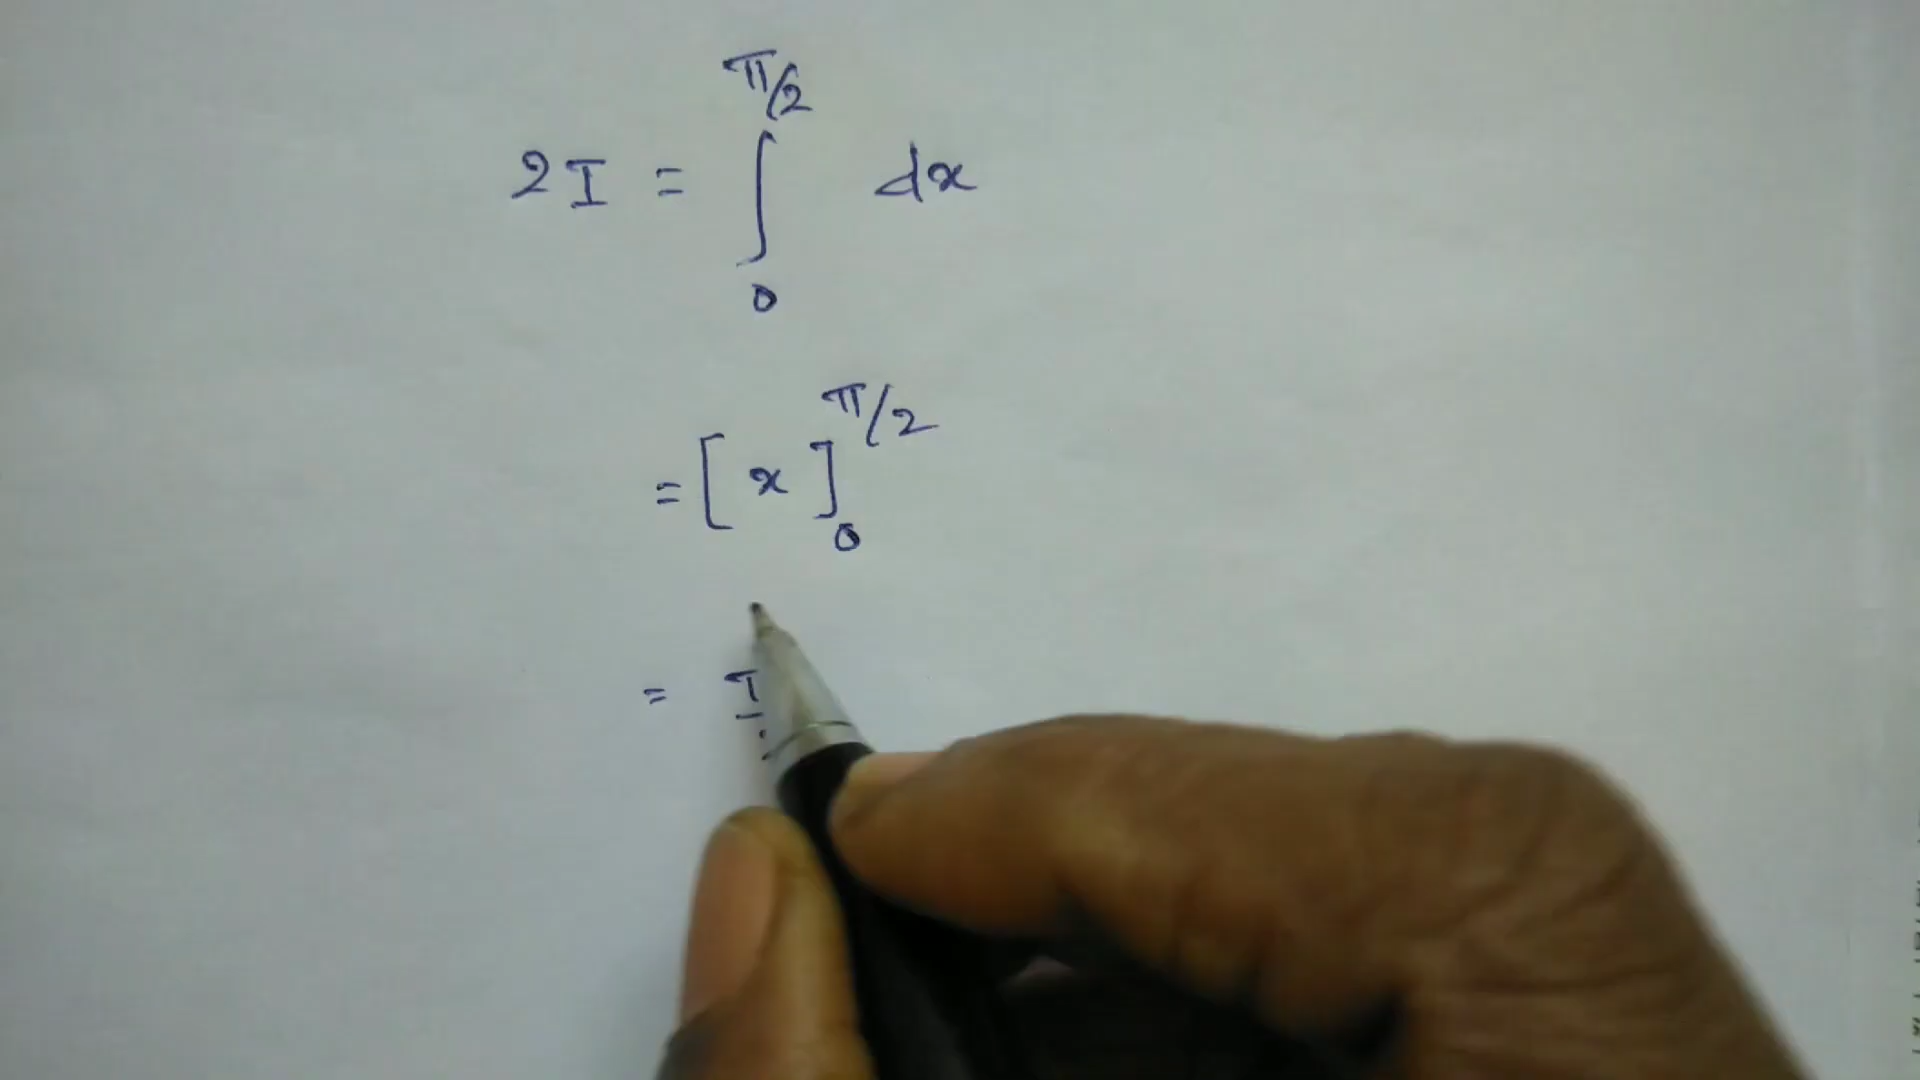 2I = ∫₀^(π/2) dx
= [x]₀^(π/2)
=